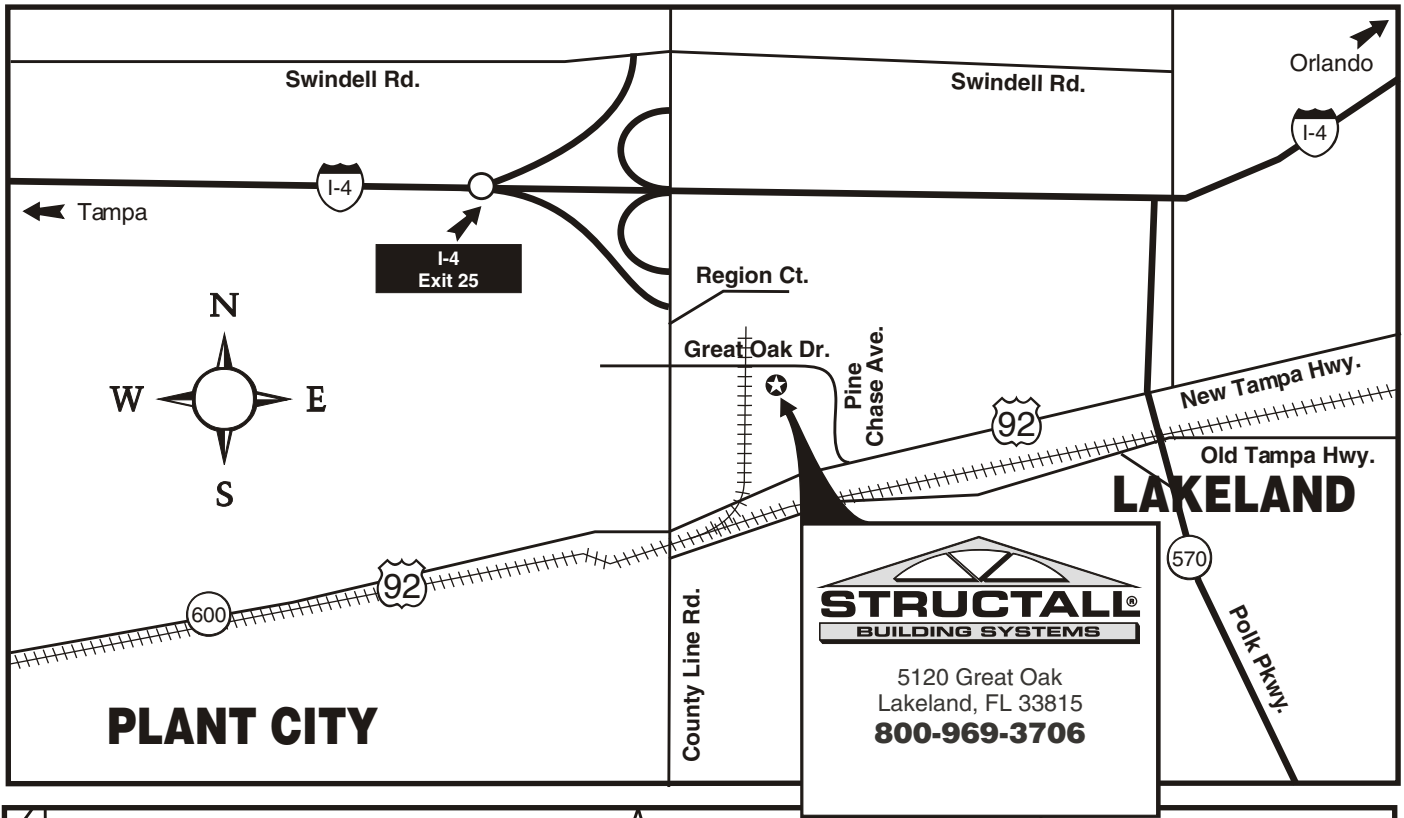 Orlando
Swindell Rd.
Swindell Rd.
I-4
I-4
Tampa
I-4
Exit 25
Region Ct.
N
W
E
S
Great Oak Dr.
Pine
Chase Ave.
New Tampa Hwy.
92
Old Tampa Hwy.
LAKELAND
570
92
600
STRUCTALL®
BUILDING SYSTEMS
5120 Great Oak
Lakeland, FL 33815
800-969-3706
County Line Rd.
Polk Pkwy.
PLANT CITY